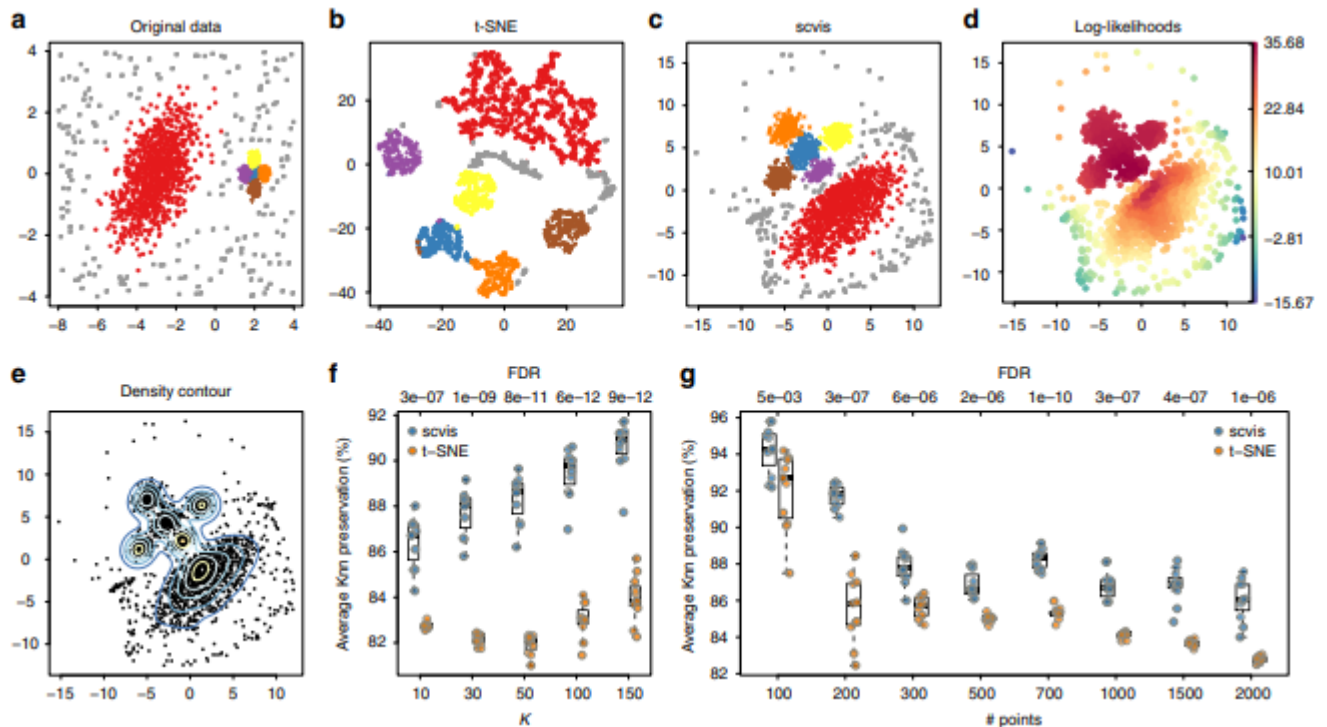 a Original data
4
2
0
−2
−4
−8 −6 −4 −2 0 2 4
b t-SNE
20
0
−20
−40
−40 −20 0 20
c scvis
15
10
5
0
−5
−10
−15 −10 −5 0 5 10
d Log-likelihoods
15
10
5
0
−5
−10
−15 −10 −5 0 5 10
35.68
22.84
10.01
−2.81
−15.67
e Density contour
15
10
5
0
−5
−10
−15 −10 −5 0 5 10
f FDR
3e−07 1e−09 8e−11 6e−12 9e−12
Average Knn preservation (%)
92
90
88
86
84
82
scvis
t−SNE
10 30 50 100 150
K
g FDR
5e−03 3e−07 6e−06 2e−06 1e−10 3e−07 4e−07 1e−06
Average Knn preservation (%)
96
94
92
90
88
86
84
82
scvis
t−SNE
100 200 300 500 700 1000 1500 2000
# points